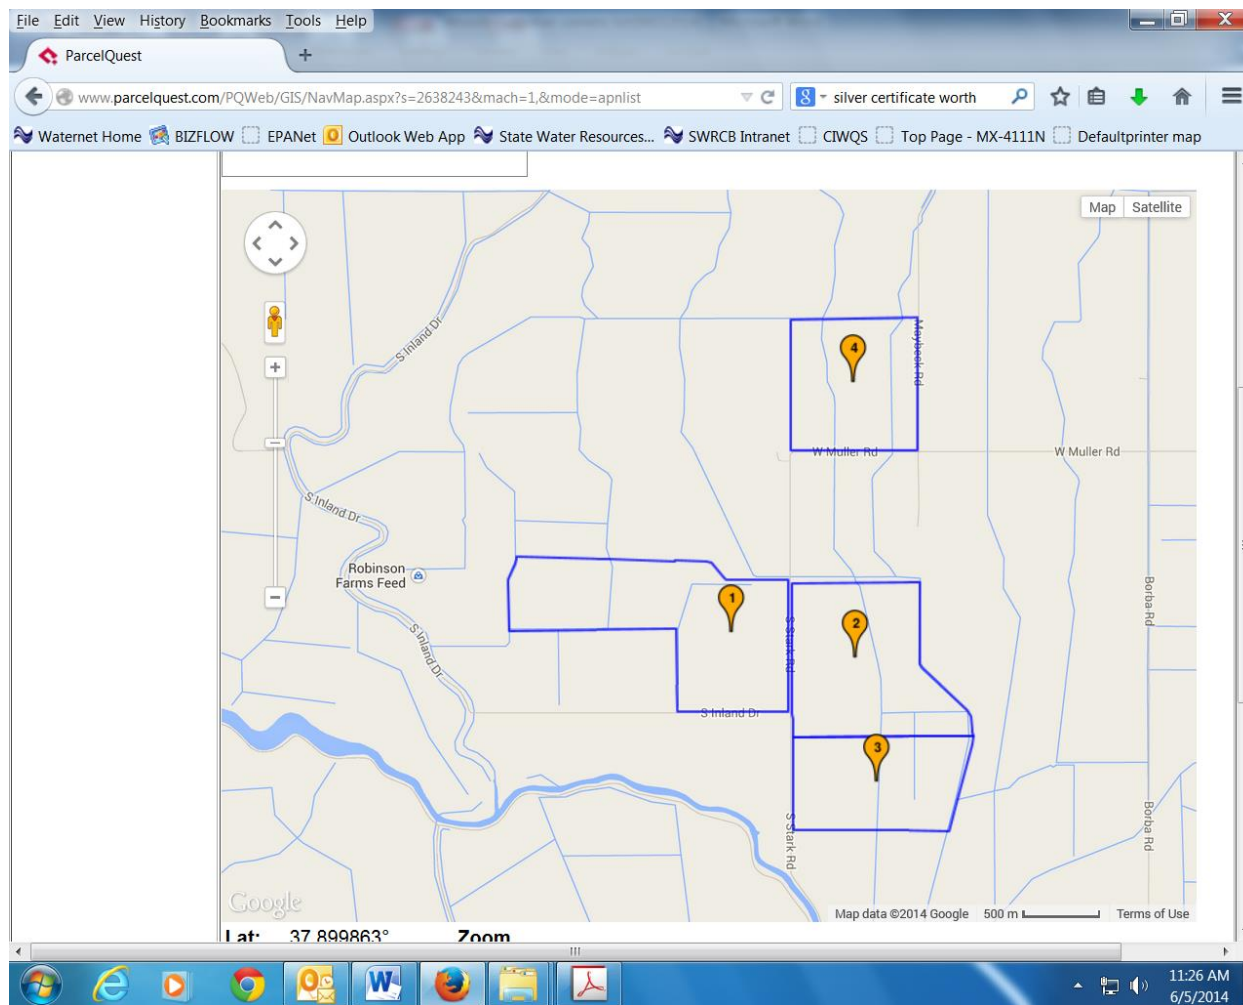 File Edit View History Bookmarks Tools Help
ParcelQuest
www.parcelquest.com/PQWeb/GIS/NavMap.aspx?s=2638243&mach=1,&mode=apnlist
8 silver certificate worth
Waternet Home BIZFLOW EPANet Outlook Web App State Water Resources... SWRCB Intranet CIWQS Top Page - MX-4111N Defaultprinter map
Map Satellite
S Inland Dr
4
Maybeck Rd
W Muller Rd
W Muller Rd
S Inland Dr
Robinson
Farms Feed
1
2
S Stark Rd
Borba Rd
S Inland Dr
S Inland Dr
3
S Stark Rd
Borba Rd
Google
Map data ©2014 Google 500 m Terms of Use
Lat: 37.899863° Zoom
11:26 AM
6/5/2014